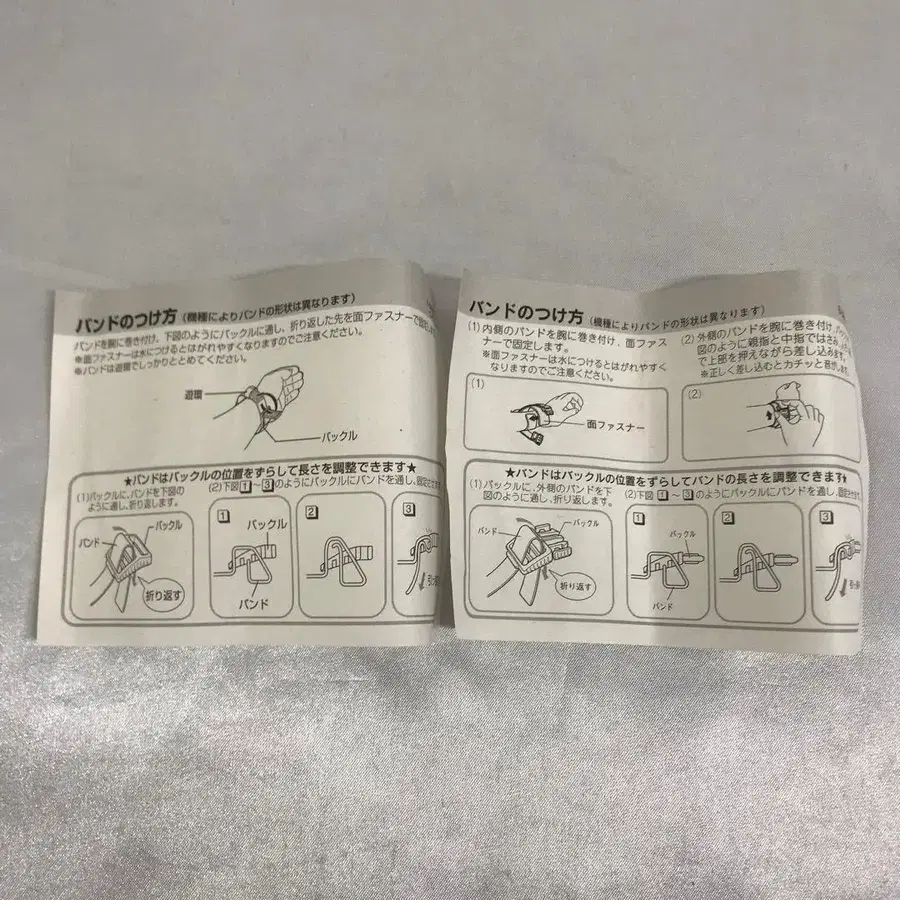 バンドのつけ方(機種によりバンドの形状は異なります)
バンドを腕に巻き付け、下図のようにバックルに通し、折り返した先を面ファスナーで
※面ファスナーは水につけるとはがれやすくなりますのでご注意ください。
※バンドは遊環でしっかりととめてください。
遊環
バックル
★バンドはバックルの位置をずらして長さを調整できます★
(1)バックルに、バンドを下図の
ように通し、折り返します。
(2)下図1~3のようにバックルにバンドを通し、固定
バンド
バックル
折り返す
1
バックル
バンド
2
3
バンドのつけ方(機種によりバンドの形状は異なります)
(1)内側のバンドを腕に巻き付け、面ファス
ナーで固定します。
※面ファスナーは水につけるとはがれやすく
なりますのでご注意ください。
(2)外側のバンドを腕に巻き付け、
図のように親指と中指ではさみ、
で上部を押えながら差し込みます。
※正しく差し込むとカチッと音がします。
(1)
面ファスナー
(2)
★バンドはバックルの位置をずらしてバンドの長さを調整できます★
(1)バックルに、外側のバンドを下
図のように通し、折り返します。
(2)下図1~3のようにバックルにバンドを通し、
バンド
バックル
折り返す
1
バックル
バンド
2
3